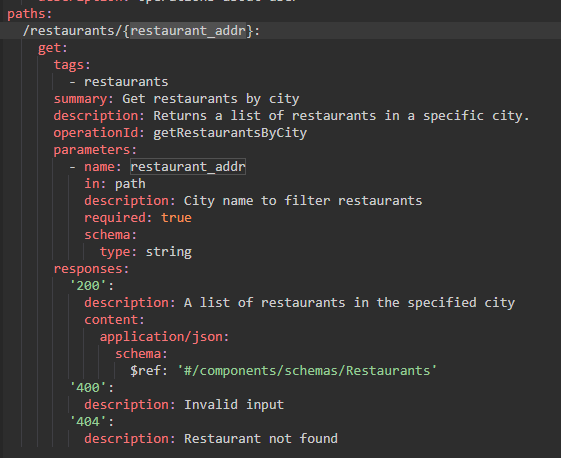 paths:
/restaurants/{restaurant_addr}:
get:
tags:
- restaurants
summary: Get restaurants by city
description: Returns a list of restaurants in a specific city.
operationId: getRestaurantsByCity
parameters:
- name: restaurant_addr
in: path
description: City name to filter restaurants
required: true
schema:
type: string
responses:
'200':
description: A list of restaurants in the specified city
content:
application/json:
schema:
$ref: '#/components/schemas/Restaurants'
'400':
description: Invalid input
'404':
description: Restaurant not found